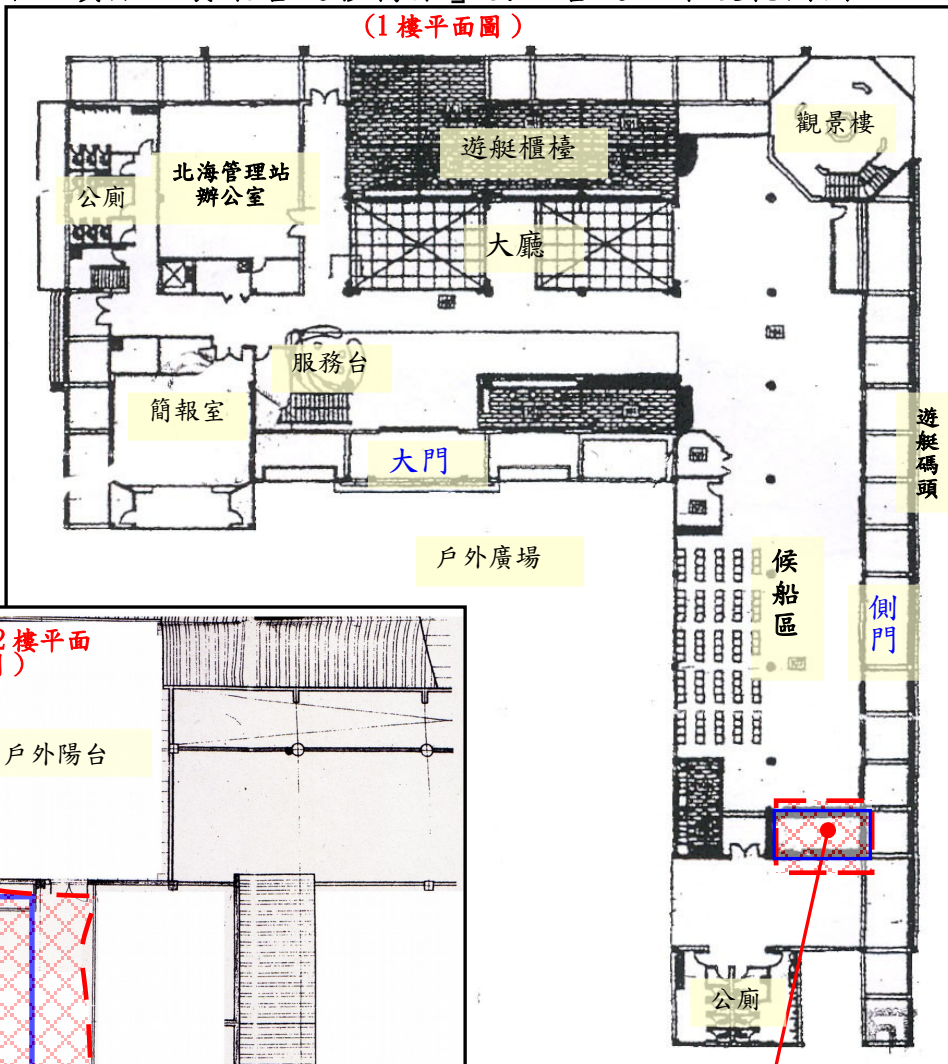 (1樓平面圖)
觀景樓
遊艇櫃檯
北海管理站
辦公室
公廁
大廳
服務台
簡報室
遊艇碼頭
大門
戶外廣場
候船區
側門
2樓平面
戶外陽台
公廁